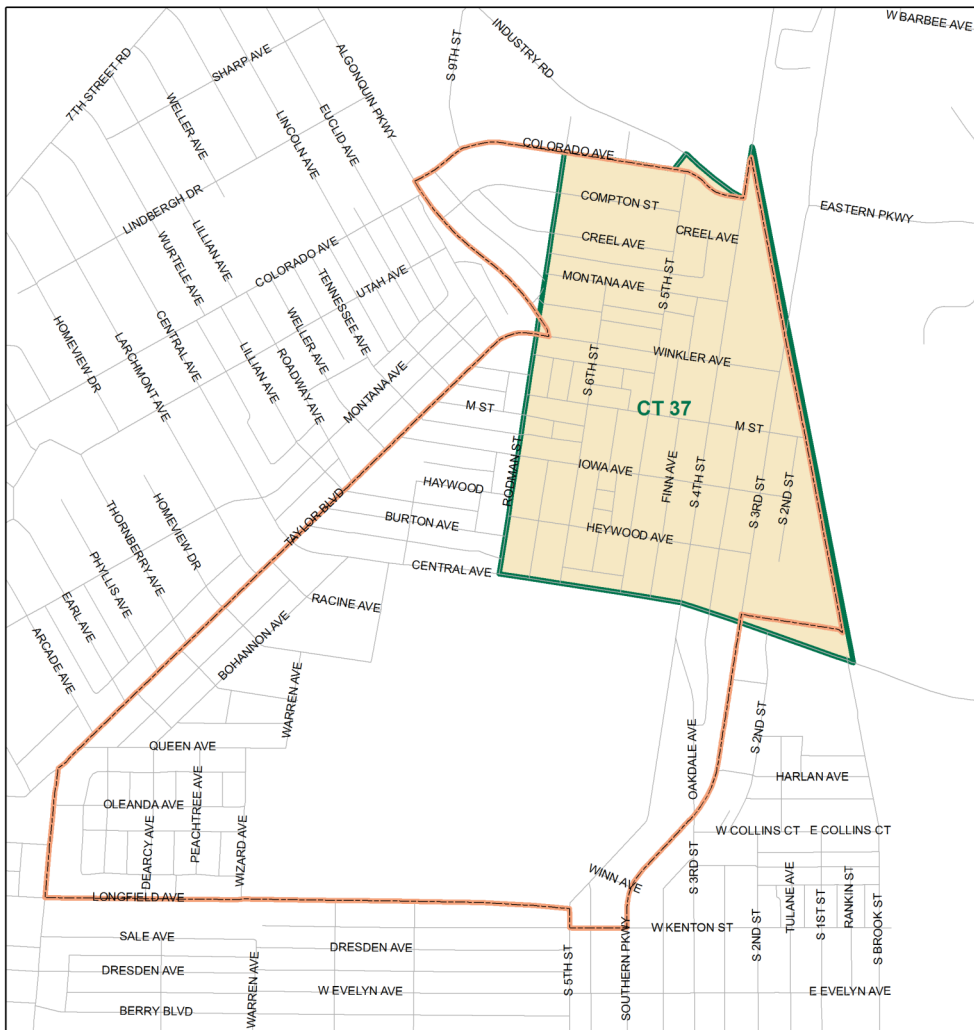 W BARBEE AVE
INDUSTRY RD
S 9TH ST
ALGONQUIN PKWY
SHARP AVE
7TH STREET RD
WELLER AVE
LINCOLN AVE
EUCLID AVE
COLORADO AVE
LINDBERGH DR
COMPTON ST
EASTERN PKWY
CREEL AVE
CREEL AVE
LILLIAN AVE
WURTELE AVE
COLORADO AVE
UTAH AVE
TENNESSEE AVE
MONTANA AVE
S 5TH ST
HOMEVIEW DR
LARCHMONT AVE
CENTRAL AVE
LILLIAN AVE
WELLER AVE
ROADWAY AVE
MONTANA AVE
WINKLER AVE
S 6TH ST
CT 37
M ST
M ST
RODMAN ST
IOWA AVE
FINN AVE
S 4TH ST
S 3RD ST
S 2ND ST
HAYWOOD
BURTON AVE
HEYWOOD AVE
TAYLOR BLVD
CENTRAL AVE
HOMEVIEW DR
THORNBERRY AVE
PHYLLIS AVE
EARL AVE
ARCADE AVE
RACINE AVE
BOHANNON AVE
WARREN AVE
QUEEN AVE
OAKDALE AVE
S 2ND ST
HARLAN AVE
OLEANDA AVE
PEACHTREE AVE
DEARCY AVE
WIZARD AVE
W COLLINS CT
E COLLINS CT
WINN AVE
S 3RD ST
LONGFIELD AVE
TULANE AVE
S 1ST ST
RANKIN ST
S BROOK ST
W KENTON ST
S 2ND ST
SALE AVE
DRESDEN AVE
DRESDEN AVE
S 5TH ST
SOUTHERN PKWY
WARREN AVE
W EVELYN AVE
E EVELYN AVE
BERRY BLVD